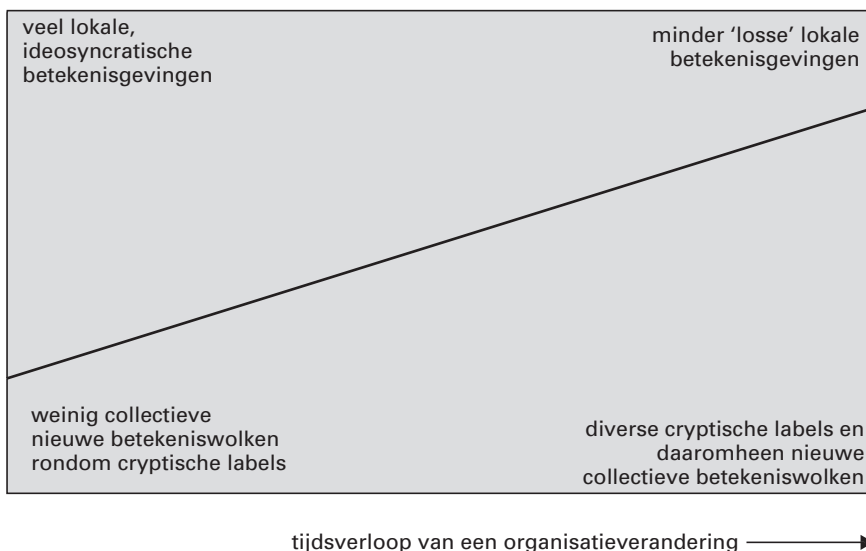 veel lokale,
ideosyncratische
betekenisgevingen
minder ‘losse’ lokale
betekenisgevingen
weinig collectieve
nieuwe betekeniswolken
rondom cryptische labels
diverse cryptische labels en
daaromheen nieuwe
collectieve betekeniswolken
tijdsverloop van een organisatieverandering